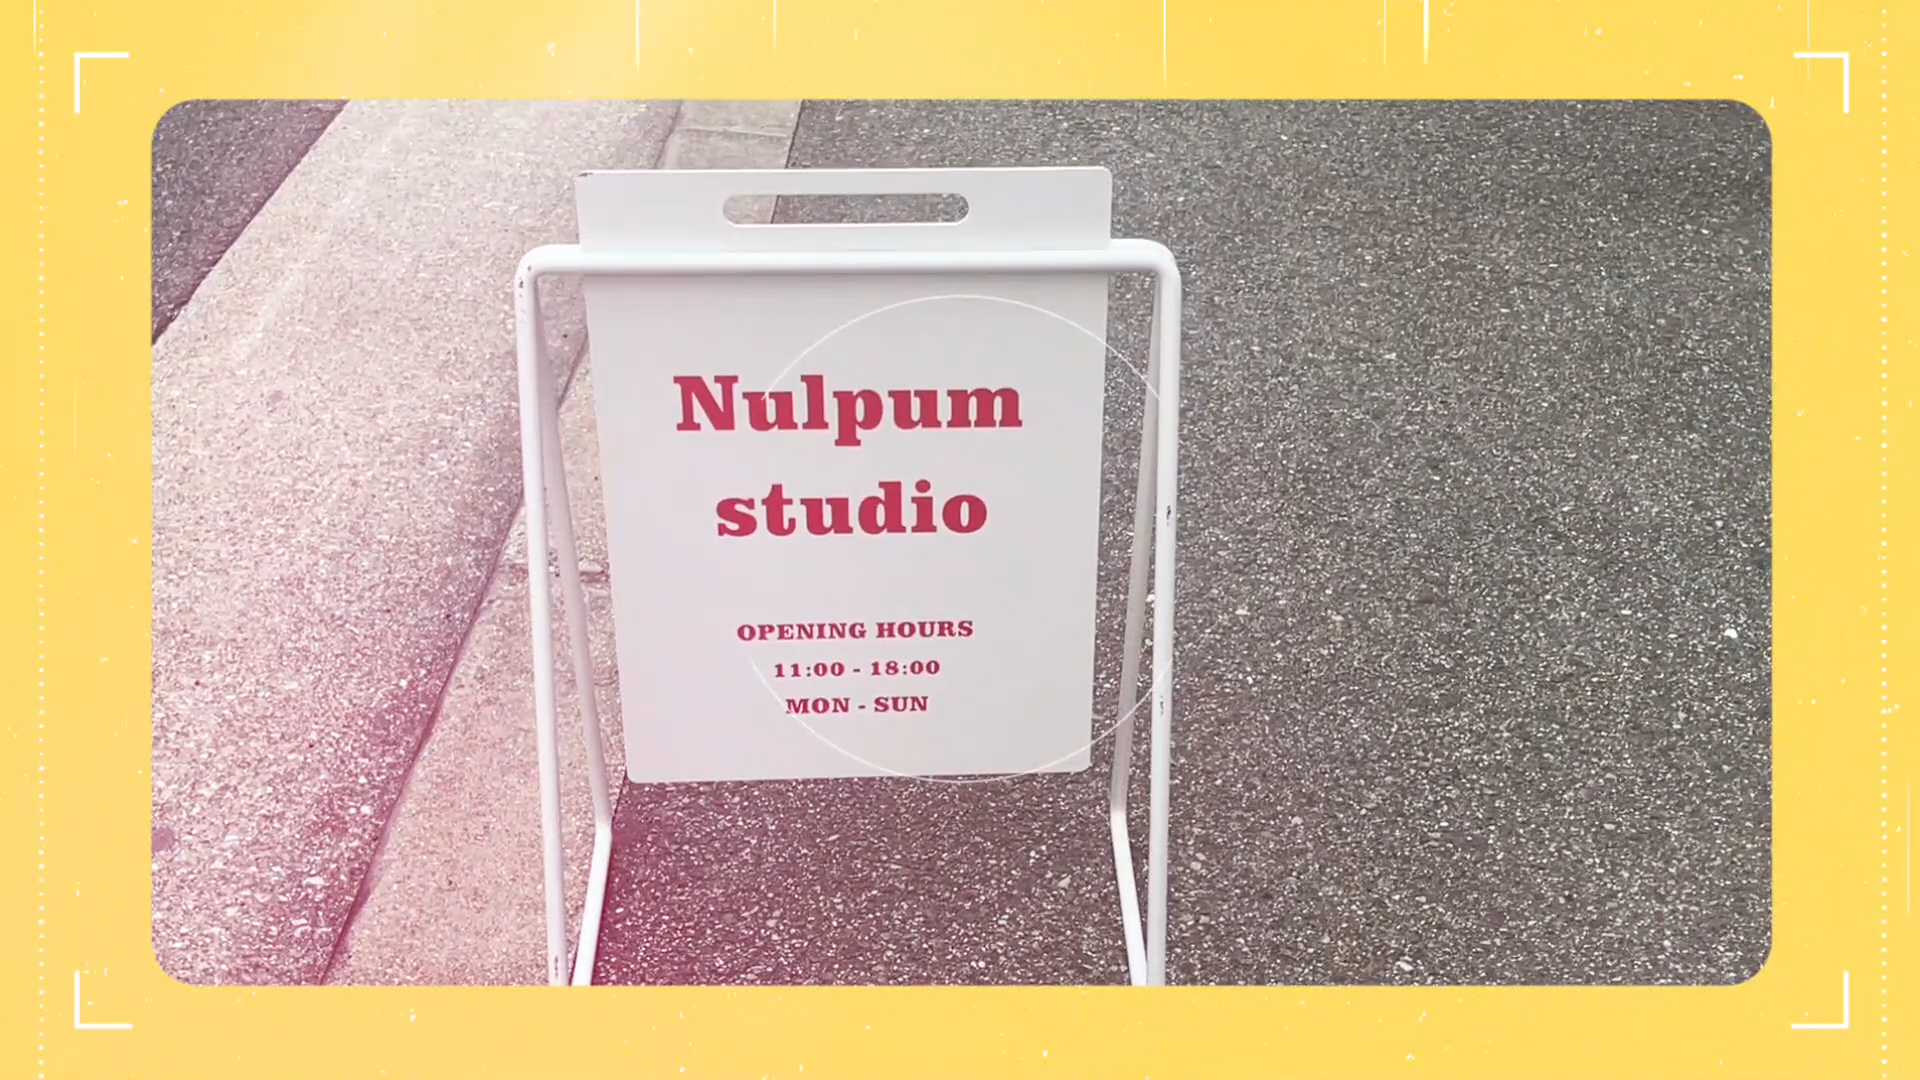 Nulpum
studio
OPENING HOURS
11:00 - 18:00
MON - SUN